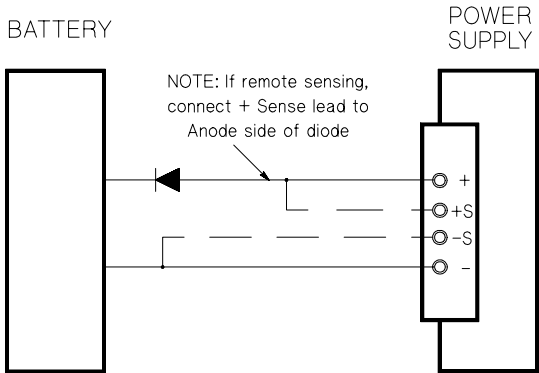 BATTERY
POWER
SUPPLY
NOTE: If remote sensing,
connect + Sense lead to
Anode side of diode
+
+S
-S
-